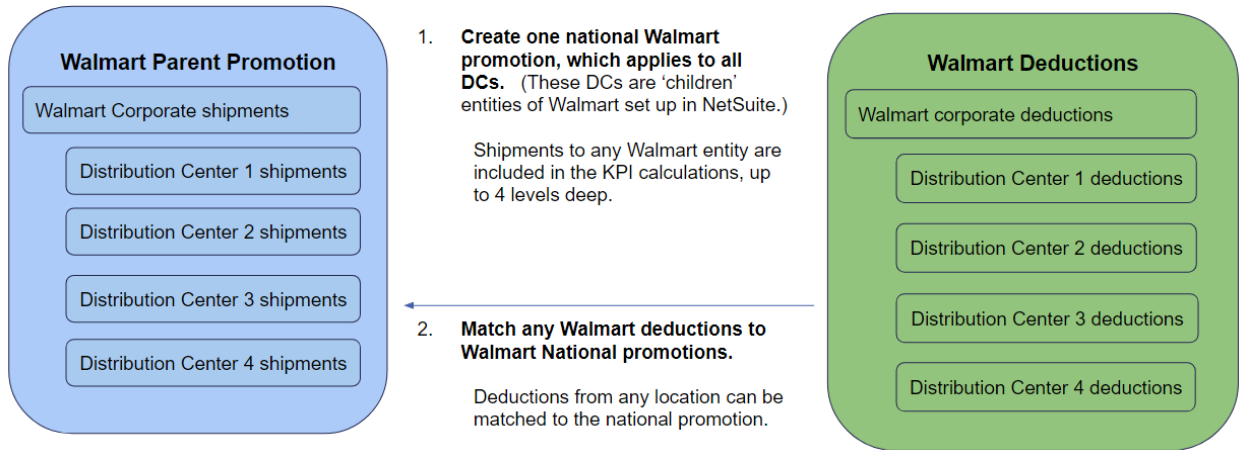 Walmart Parent Promotion
Walmart Corporate shipments
Distribution Center 1 shipments
Distribution Center 2 shipments
Distribution Center 3 shipments
Distribution Center 4 shipments
1. Create one national Walmart
promotion, which applies to all
DCs. (These DCs are ‘children’
entities of Walmart set up in NetSuite.)
Shipments to any Walmart entity are
included in the KPI calculations, up
to 4 levels deep.
2. Match any Walmart deductions to
Walmart National promotions.
Deductions from any location can be
matched to the national promotion.
Walmart Deductions
Walmart corporate deductions
Distribution Center 1 deductions
Distribution Center 2 deductions
Distribution Center 3 deductions
Distribution Center 4 deductions